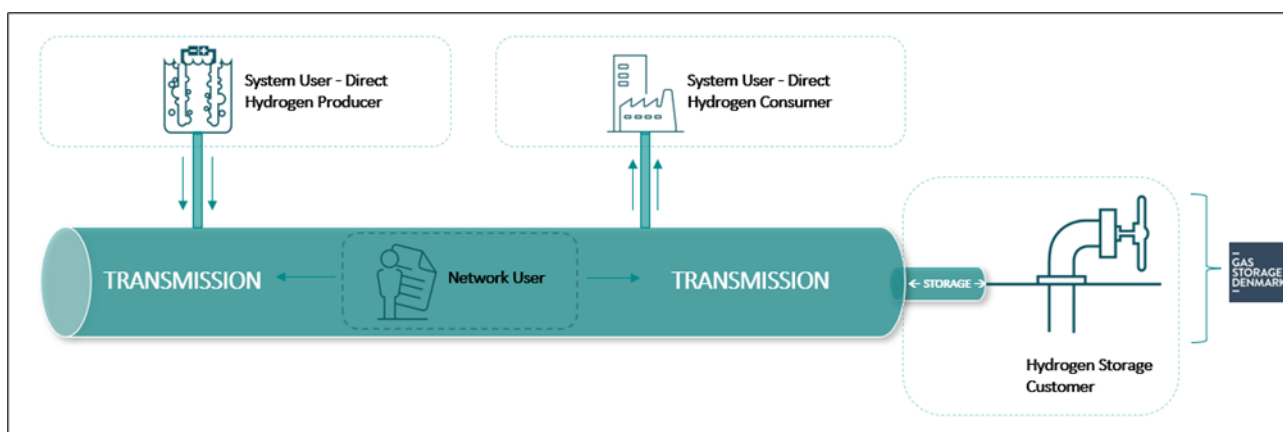 System User - Direct
Hydrogen Producer
System User - Direct
Hydrogen Consumer
TRANSMISSION
Network User
TRANSMISSION
STORAGE
Hydrogen Storage
Customer
GAS
STORAGE
DENMARK